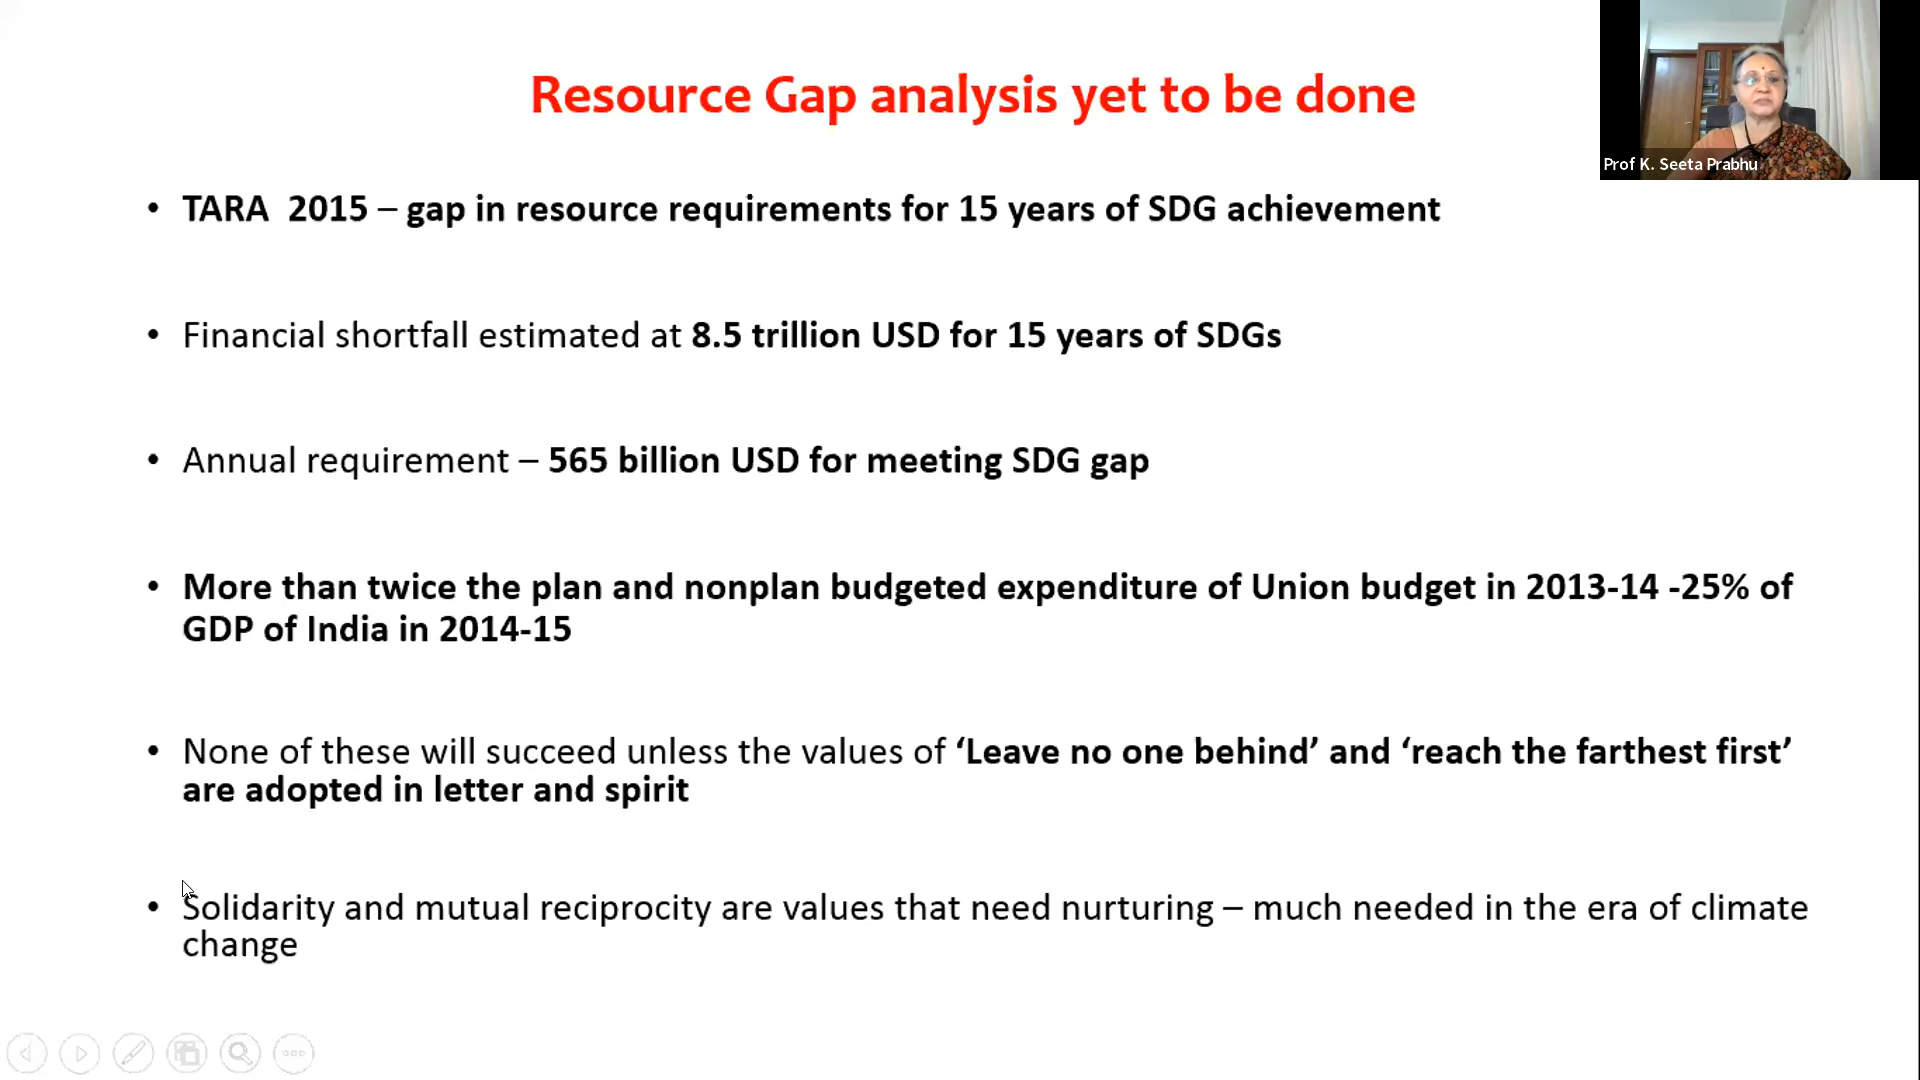 Resource Gap analysis yet to be done
Prof K. Seeta Prabhu
• TARA  2015 – gap in resource requirements for 15 years of SDG achievement
• Financial shortfall estimated at 8.5 trillion USD for 15 years of SDGs
• Annual requirement – 565 billion USD for meeting SDG gap
• More than twice the plan and nonplan budgeted expenditure of Union budget in 2013-14 -25% of
GDP of India in 2014-15
• None of these will succeed unless the values of ‘Leave no one behind’ and ‘reach the farthest first’
are adopted in letter and spirit
• Solidarity and mutual reciprocity are values that need nurturing – much needed in the era of climate
change